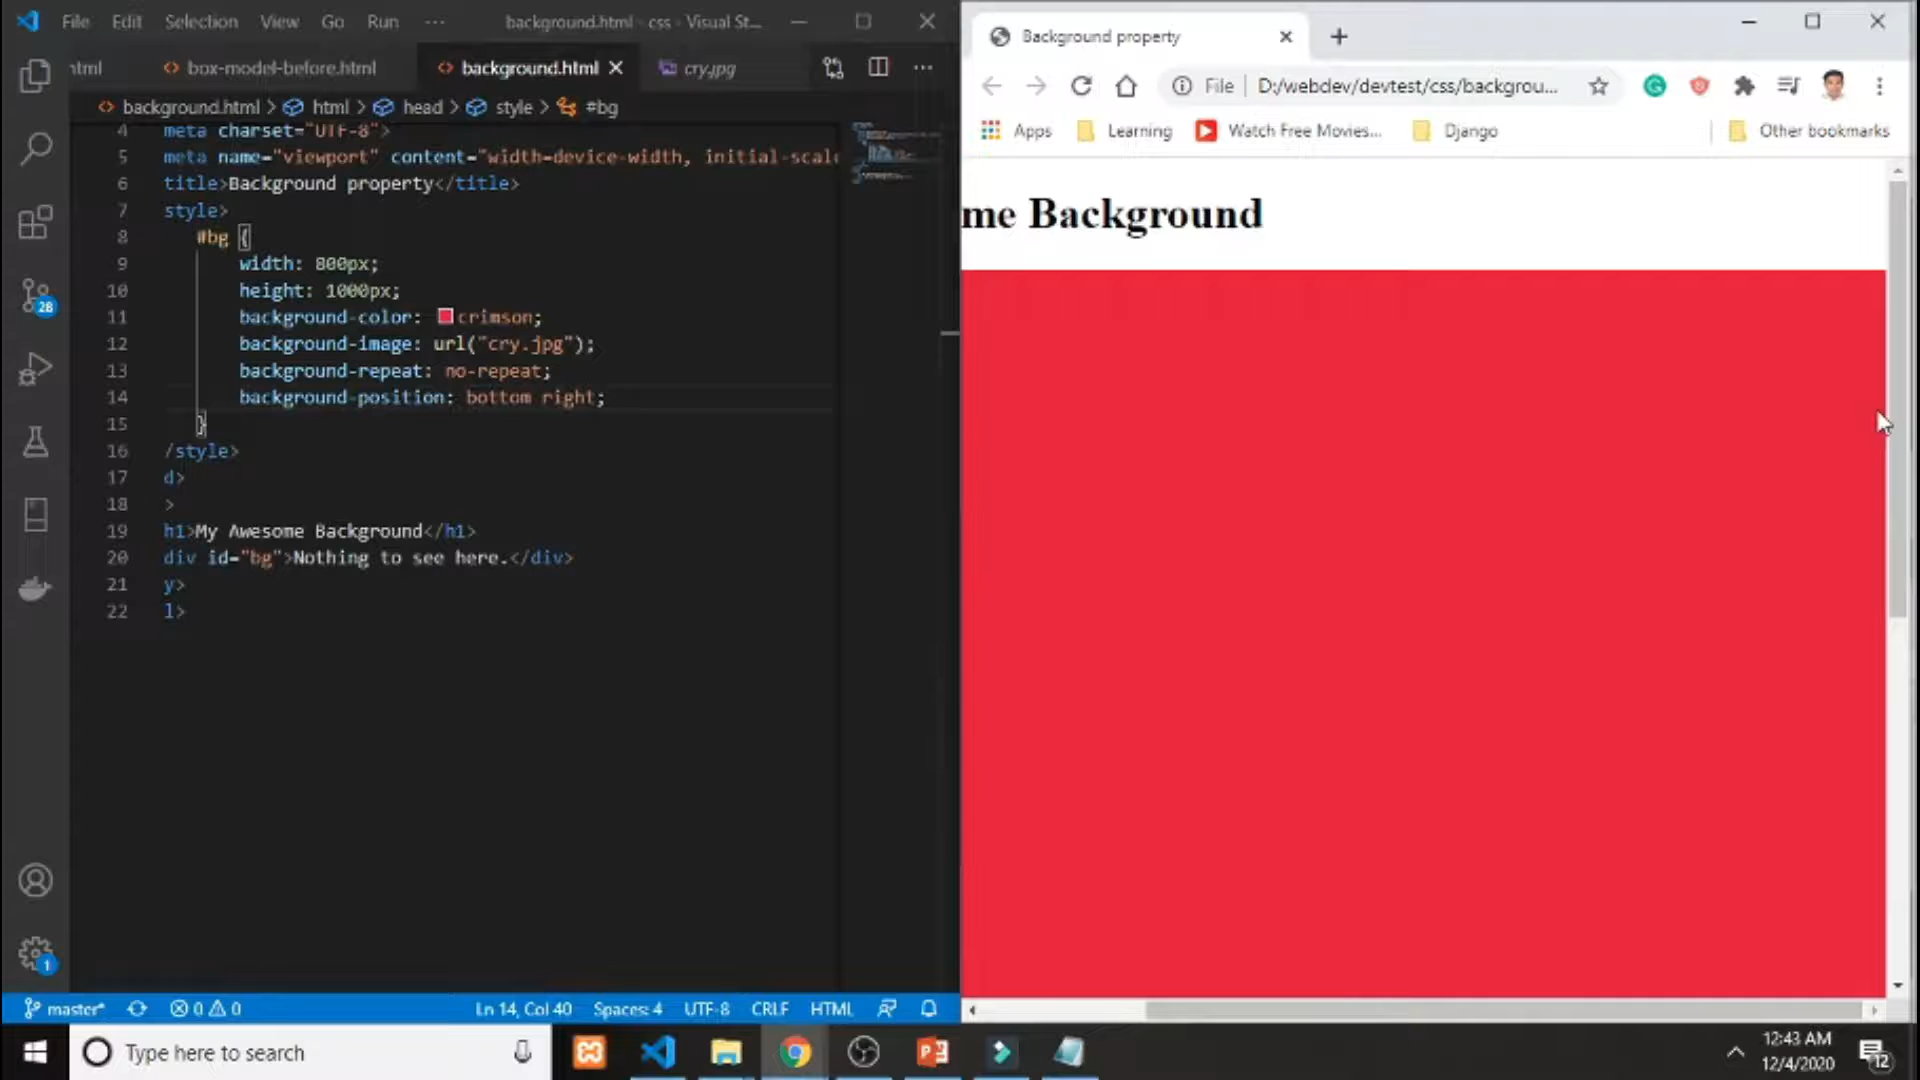 File Edit Selection View Go Run ··· background.html - css - Visual St...
html box-model-before.html background.html cry.jpg ···
background.html > html > head > style > #bg
4 meta charset="UTF-8">
5 meta name="viewport" content="width=device-width, initial-scal
6 title>Background property</title>
7 style>
8 #bg {
9 width: 800px;
10 height: 1000px;
11 background-color: crimson;
12 background-image: url("cry.jpg");
13 background-repeat: no-repeat;
14 background-position: bottom right;
15 }
16 /style>
17 d>
18 >
19 h1>My Awesome Background</h1>
20 div id="bg">Nothing to see here.</div>
21 y>
22 l>
28
1
master* 0 0 Ln 14, Col 40 Spaces: 4 UTF-8 CRLF HTML
Background property
File | D:/webdev/devtest/css/backgrou...
Apps Learning Watch Free Movies... Django Other bookmarks
me Background
Type here to search
12:43 AM
12/4/2020
12